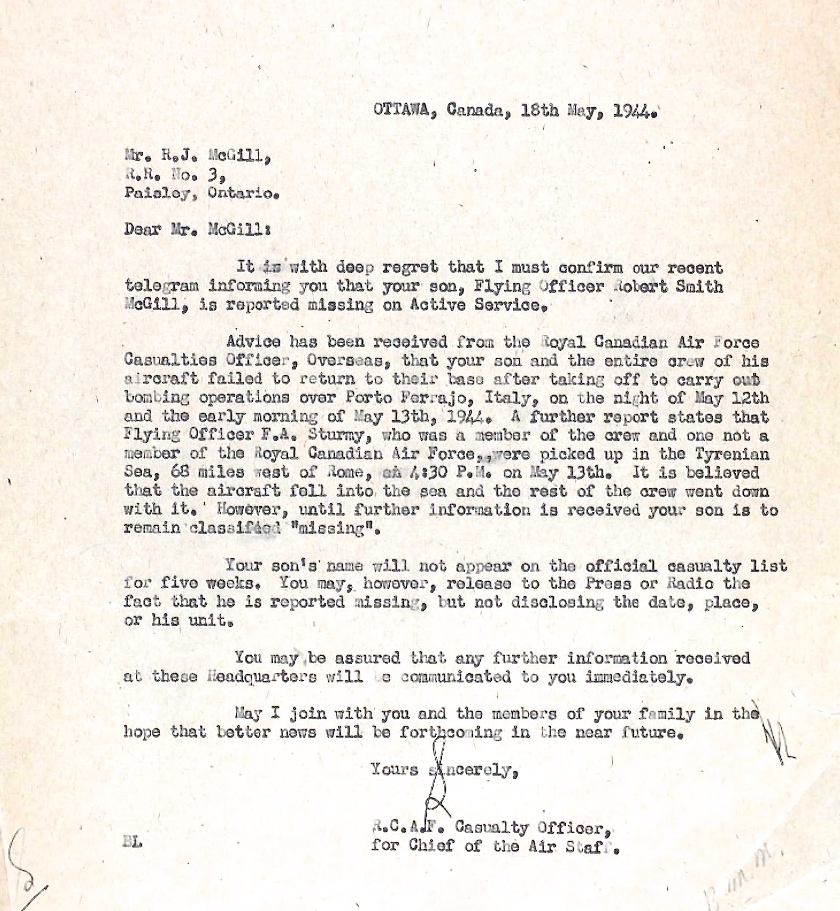 OTTAWA, Canada, 18th May, 1944.
Mr. R.J. McGill,
R.R. No. 3,
Paisley, Ontario.
Dear Mr. McGill:
It is with deep regret that I must confirm our recent
telegram informing you that your son, Flying Officer Robert Smith
McGill, is reported missing on Active Service.
Advice has been received from the Royal Canadian Air Force
Casualties Officer, Overseas, that your son and the entire crew of his
aircraft failed to return to their base after taking off to carry out
bombing operations over Porto Ferrajo, Italy, on the night of May 12th
and the early morning of May 13th, 1944. A further report states that
Flying Officer F.A. Sturmy, who was a member of the crew and one not a
member of the Royal Canadian Air Force, were picked up in the Tyrenian
Sea, 68 miles west of Rome, at 4:30 P.M. on May 13th. It is believed
that the aircraft fell into the sea and the rest of the crew went down
with it. However, until further information is received your son is to
remain classified "missing".
Your son's name will not appear on the official casualty list
for five weeks. You may, however, release to the Press or Radio the
fact that he is reported missing, but not disclosing the date, place,
or his unit.
You may be assured that any further information received
at these Headquarters will be communicated to you immediately.
May I join with you and the members of your family in the
hope that better news will be forthcoming in the near future.
Yours sincerely,
R.C.A.F. Casualty Officer,
for Chief of the Air Staff.
BL